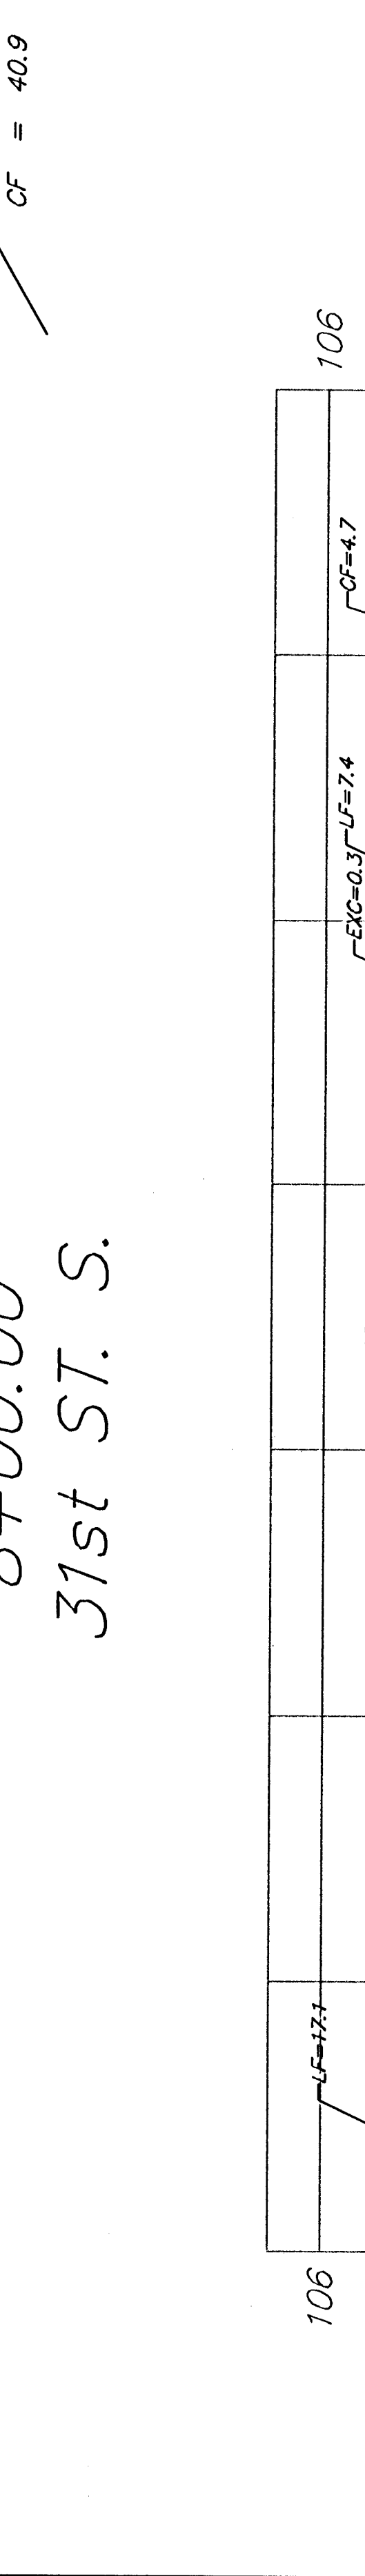 CF = 40.9
31st ST. S.
106
106
CF=4.7
LF=7.4
EXC=0.3
LF=17.1